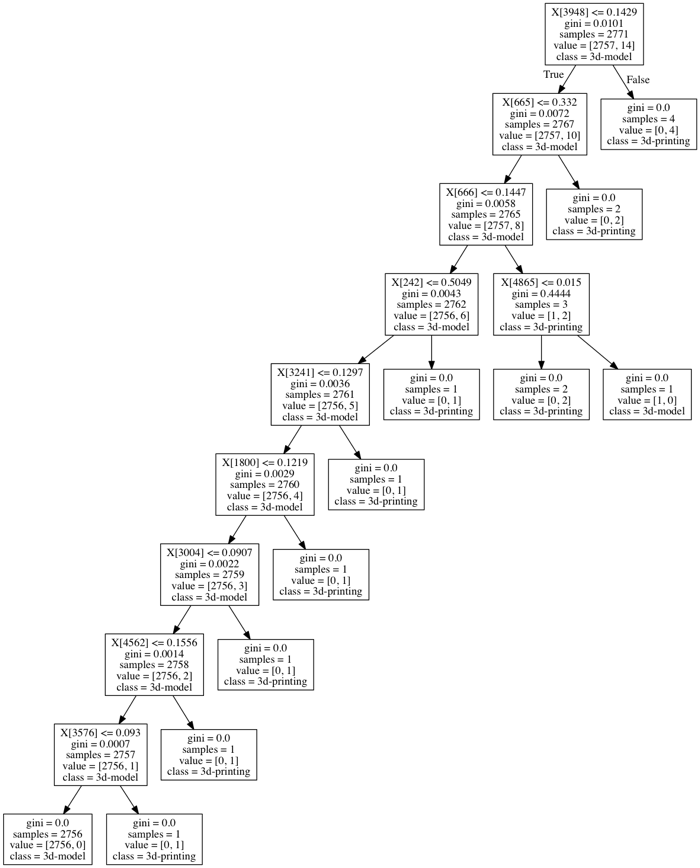 X[3948] <= 0.1429
gini = 0.0101
samples = 2771
value = [2757, 14]
class = 3d-model
True
False
X[665] <= 0.332
gini = 0.0072
samples = 2767
value = [2757, 10]
class = 3d-model
gini = 0.0
samples = 4
value = [0, 4]
class = 3d-printing
X[666] <= 0.1447
gini = 0.0058
samples = 2765
value = [2757, 8]
class = 3d-model
gini = 0.0
samples = 2
value = [0, 2]
class = 3d-printing
X[242] <= 0.5049
gini = 0.0043
samples = 2762
value = [2756, 6]
class = 3d-model
X[4865] <= 0.015
gini = 0.4444
samples = 3
value = [1, 2]
class = 3d-printing
X[3241] <= 0.1297
gini = 0.0036
samples = 2761
value = [2756, 5]
class = 3d-model
gini = 0.0
samples = 1
value = [0, 1]
class = 3d-printing
gini = 0.0
samples = 2
value = [0, 2]
class = 3d-printing
gini = 0.0
samples = 1
value = [1, 0]
class = 3d-model
X[1800] <= 0.1219
gini = 0.0029
samples = 2760
value = [2756, 4]
class = 3d-model
gini = 0.0
samples = 1
value = [0, 1]
class = 3d-printing
X[3004] <= 0.0907
gini = 0.0022
samples = 2759
value = [2756, 3]
class = 3d-model
gini = 0.0
samples = 1
value = [0, 1]
class = 3d-printing
X[4562] <= 0.1556
gini = 0.0014
samples = 2758
value = [2756, 2]
class = 3d-model
gini = 0.0
samples = 1
value = [0, 1]
class = 3d-printing
X[3576] <= 0.093
gini = 0.0007
samples = 2757
value = [2756, 1]
class = 3d-model
gini = 0.0
samples = 1
value = [0, 1]
class = 3d-printing
gini = 0.0
samples = 2756
value = [2756, 0]
class = 3d-model
gini = 0.0
samples = 1
value = [0, 1]
class = 3d-printing